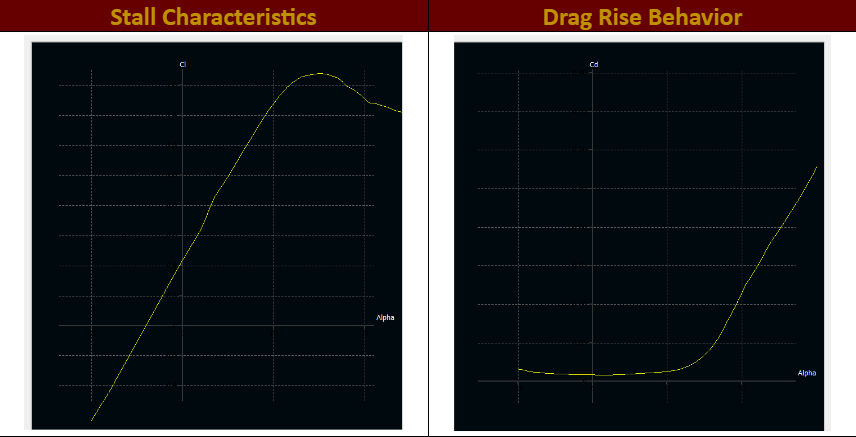 Stall Characteristics
Drag Rise Behavior
Cl
Cd
Alpha
Alpha